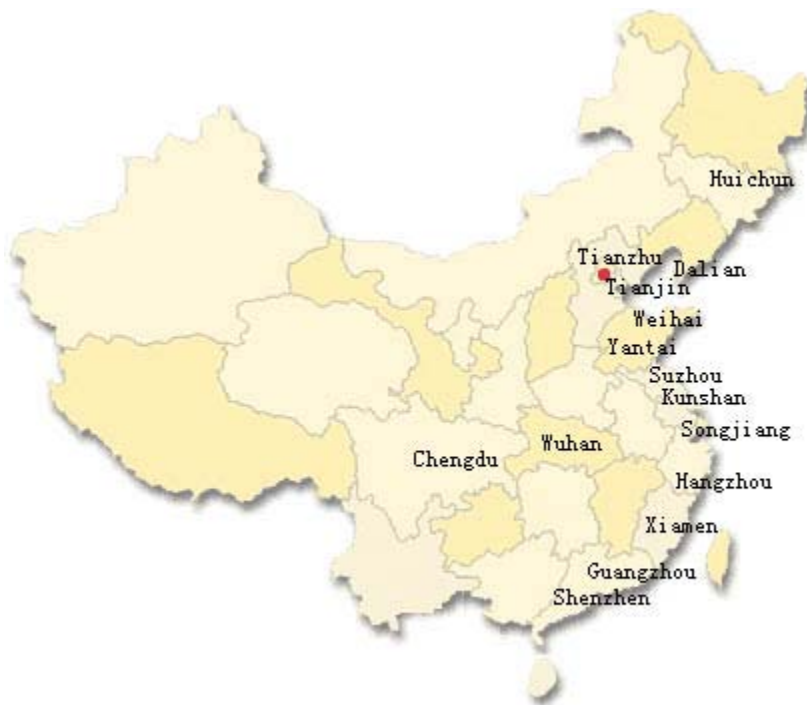 Huichun
Tianzhu
Dalian
Tianjin
Weihai
Yantai
Suzhou
Kunshan
Songjiang
Wuhan
Chengdu
Hangzhou
Xiamen
Guangzhou
Shenzhen